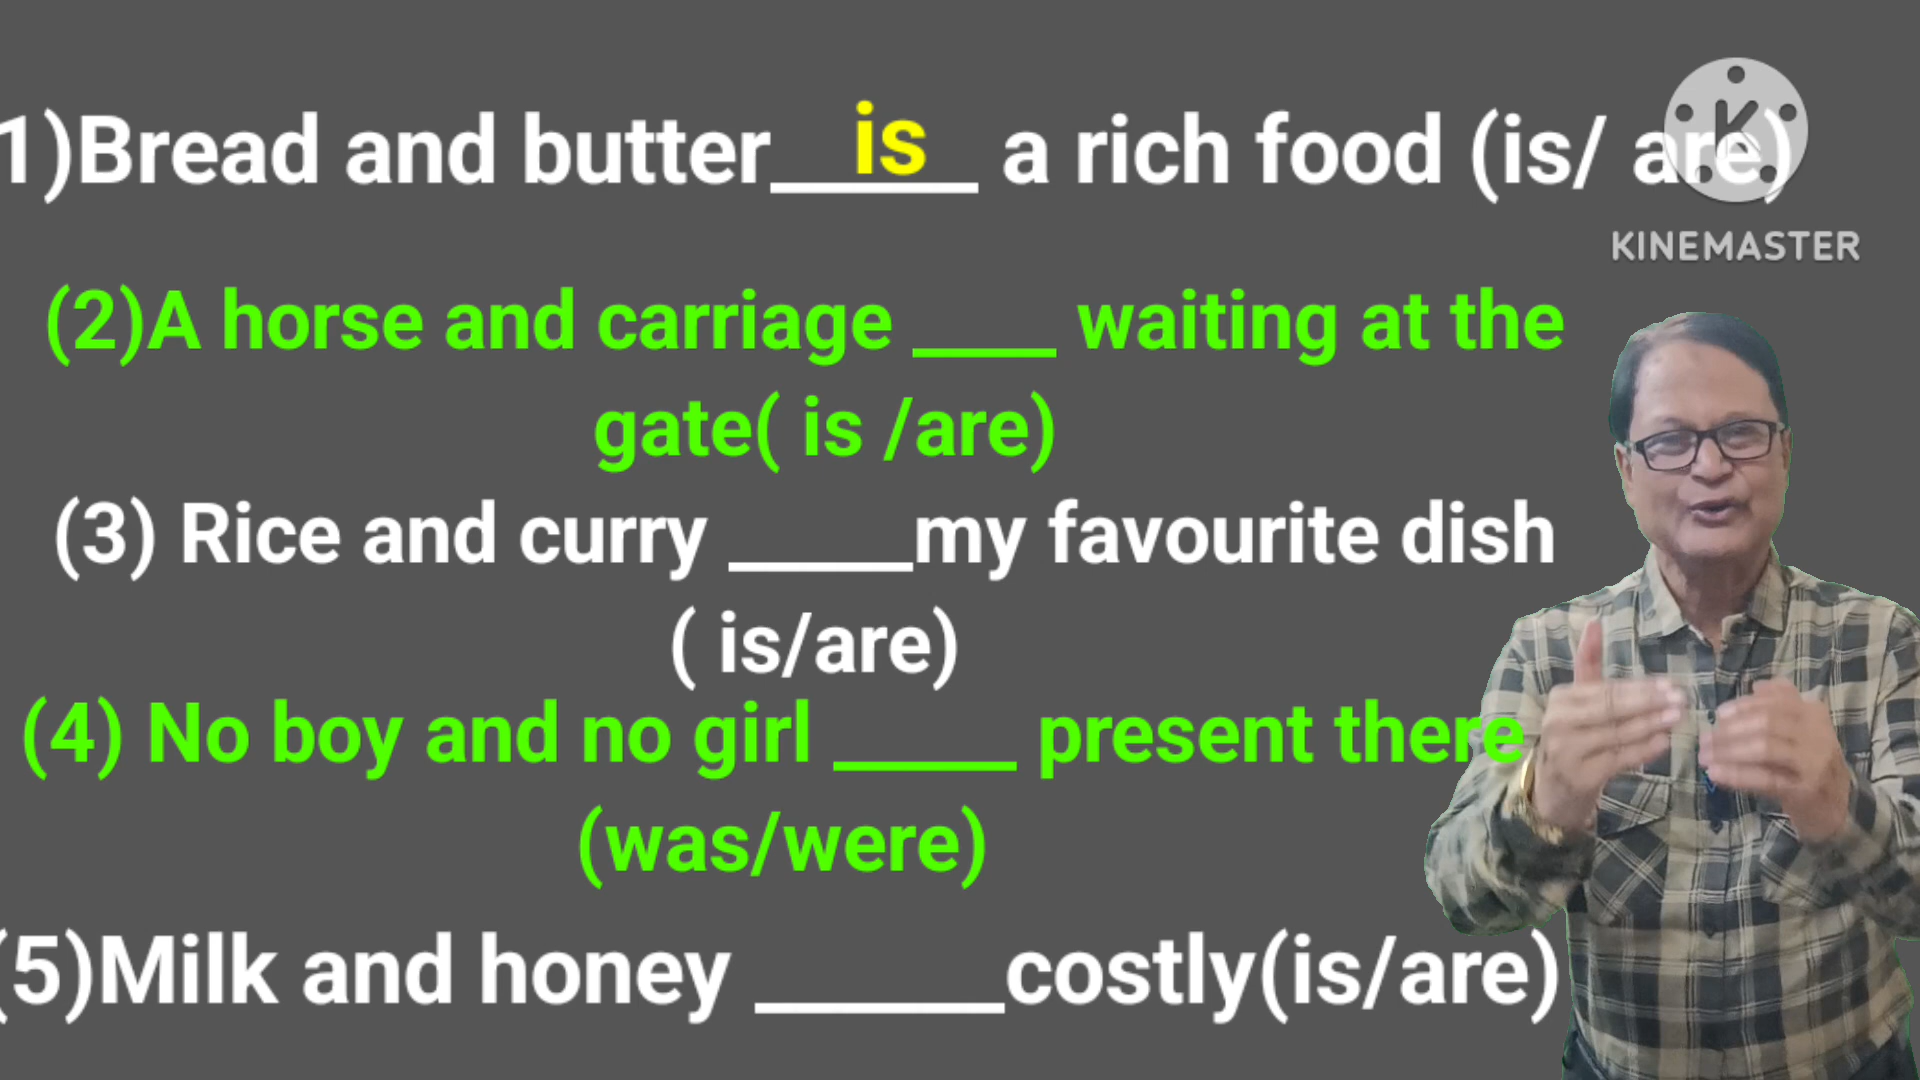 1)Bread and butter is a rich food (is/ are)
KINEMASTER
(2)A horse and carriage ____ waiting at the
gate( is /are)
(3) Rice and curry _____my favourite dish
( is/are)
(4) No boy and no girl _____ present there
(was/were)
(5)Milk and honey ______costly(is/are)